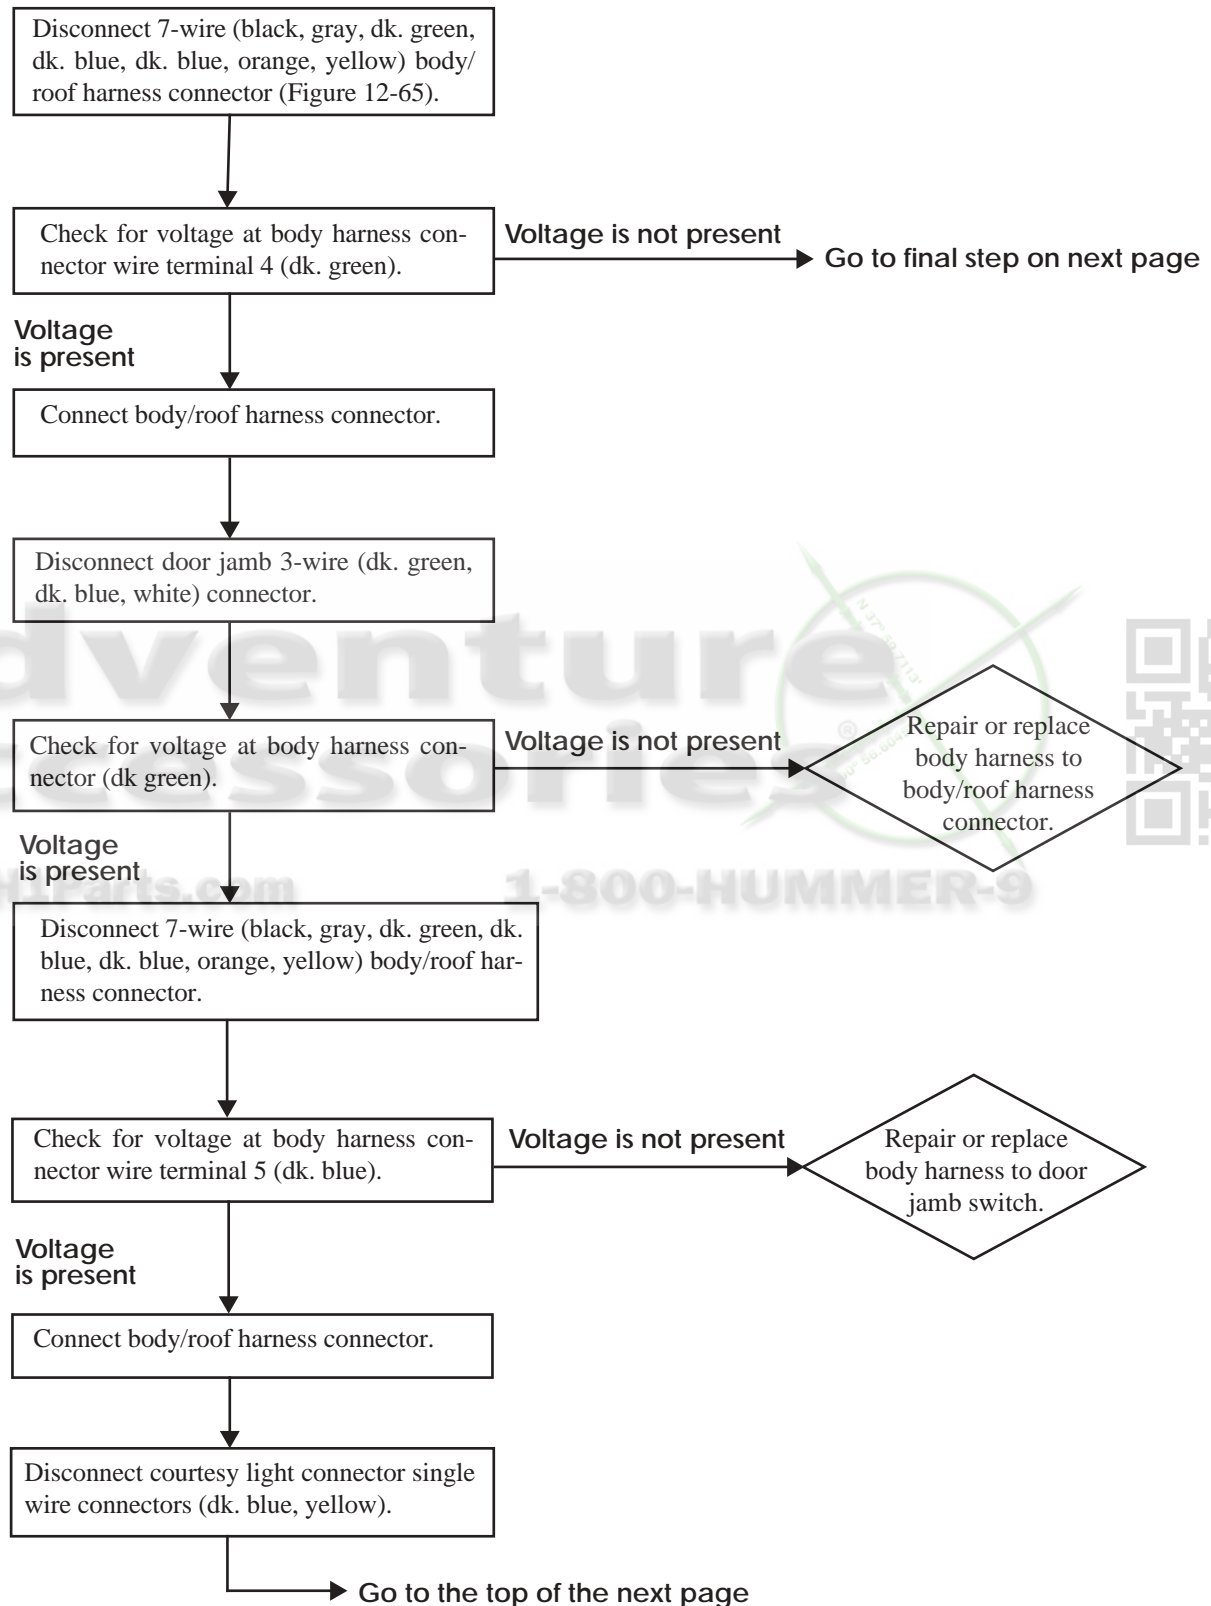 Disconnect 7-wire (black, gray, dk. green,
dk. blue, dk. blue, orange, yellow) body/
roof harness connector (Figure 12-65).
Check for voltage at body harness con-
nector wire terminal 4 (dk. green).
Voltage is not present
Go to final step on next page
Voltage
is present
Connect body/roof harness connector.
Disconnect door jamb 3-wire (dk. green,
dk. blue, white) connector.
dventure
ccessories
N 37° 59.7113'
®
Check for voltage at body harness con-
nector (dk green).
Voltage is not present
Repair or replace
body harness to
body/roof harness
connector.
Voltage
is present
H1Parts.com
1-800-HUMMER-9
Disconnect 7-wire (black, gray, dk. green, dk.
blue, dk. blue, orange, yellow) body/roof har-
ness connector.
Check for voltage at body harness con-
nector wire terminal 5 (dk. blue).
Voltage is not present
Repair or replace
body harness to door
jamb switch.
Voltage
is present
Connect body/roof harness connector.
Disconnect courtesy light connector single
wire connectors (dk. blue, yellow).
Go to the top of the next page